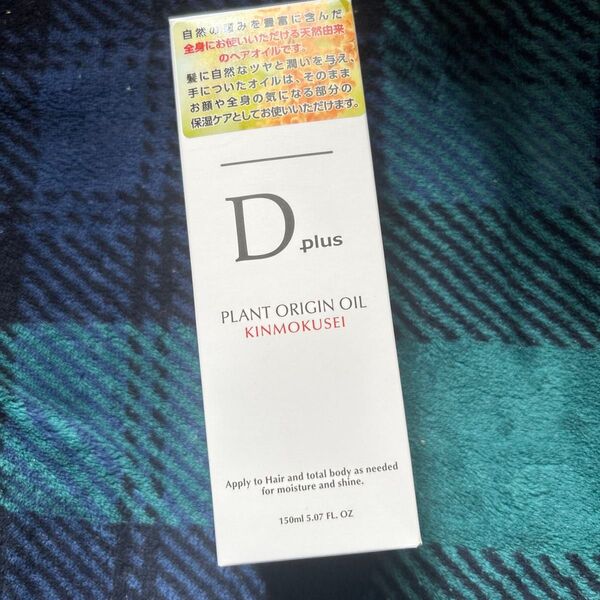 自然の恵みを豊富に含んだ
全身にお使いいただける天然由来
のヘアオイルです。
髪に自然なツヤと潤いを与え、
手についたオイルは、そのまま
お顔や全身の気になる部分の
保湿ケアとしてお使いいただけます。
D plus
PLANT ORIGIN OIL
KINMOKUSEI
Apply to Hair and total body as needed
for moisture and shine.
150ml 5.07 FL. OZ